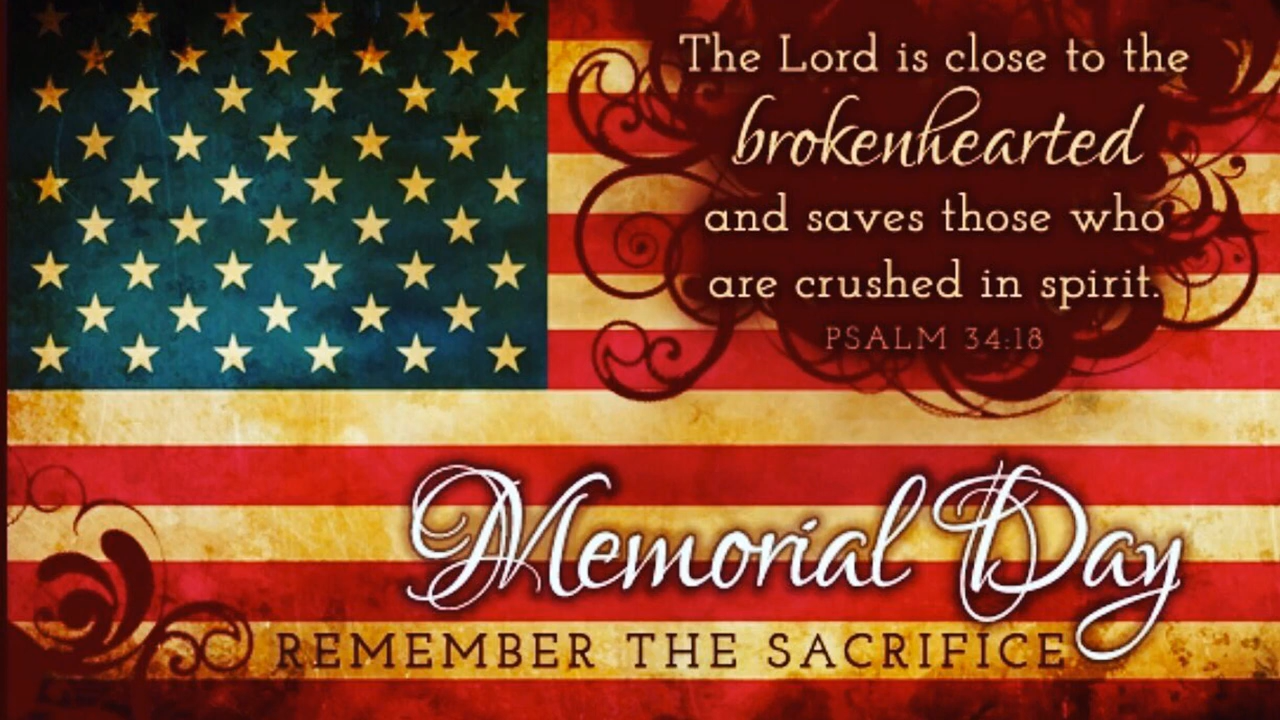 The Lord is close to the
brokenhearted
and saves those who
are crushed in spirit.
PSALM 34:18
Memorial Day
REMEMBER THE SACRIFICE